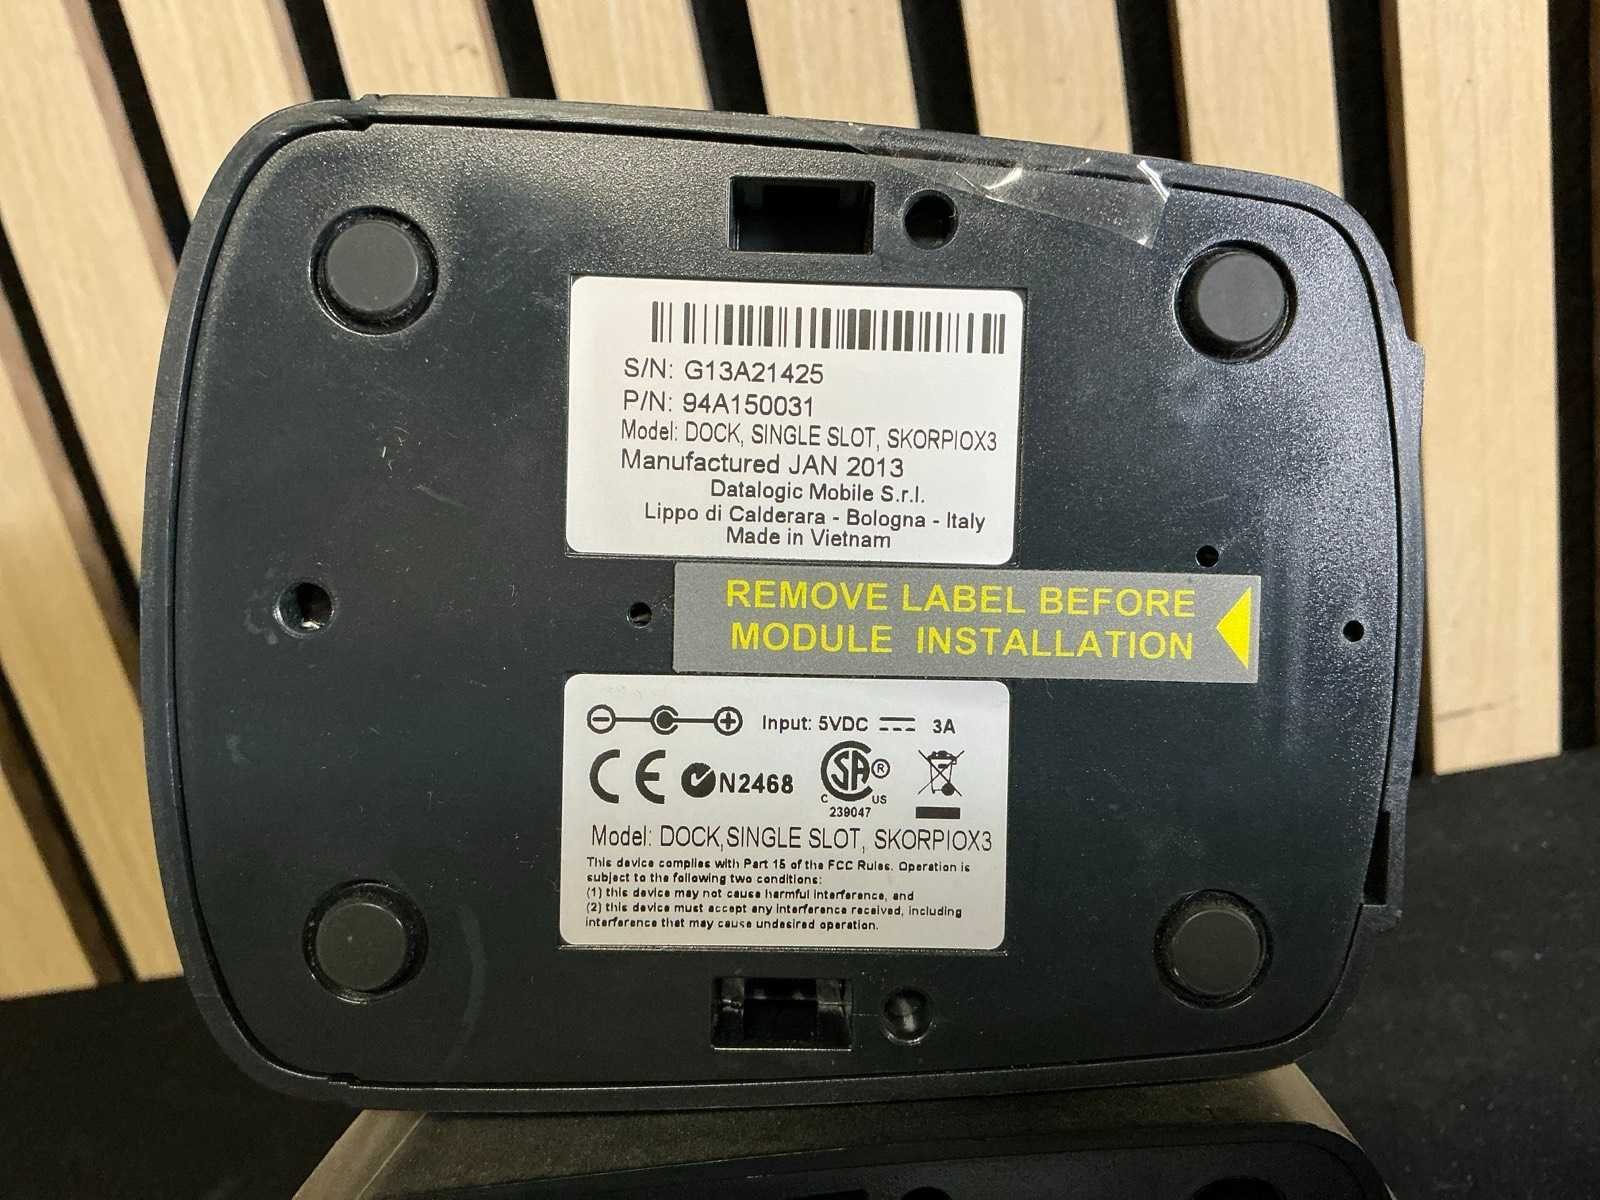 S/N: G13A21425
P/N: 94A150031
Model: DOCK, SINGLE SLOT, SKORPIOX3
Manufactured JAN 2013
Datalogic Mobile S.r.l.
Lippo di Calderara - Bologna - Italy
Made in Vietnam
REMOVE LABEL BEFORE
MODULE INSTALLATION
Input: 5VDC 3A
CE N2468 CSA ® C US
239047
Model: DOCK,SINGLE SLOT, SKORPIOX3
This device complies with Part 15 of the FCC Rules. Operation is
subject to the following two conditions:
(1) this device may not cause harmful interference, and
(2) this device must accept any interference received, including
interference that may cause undesired operation.